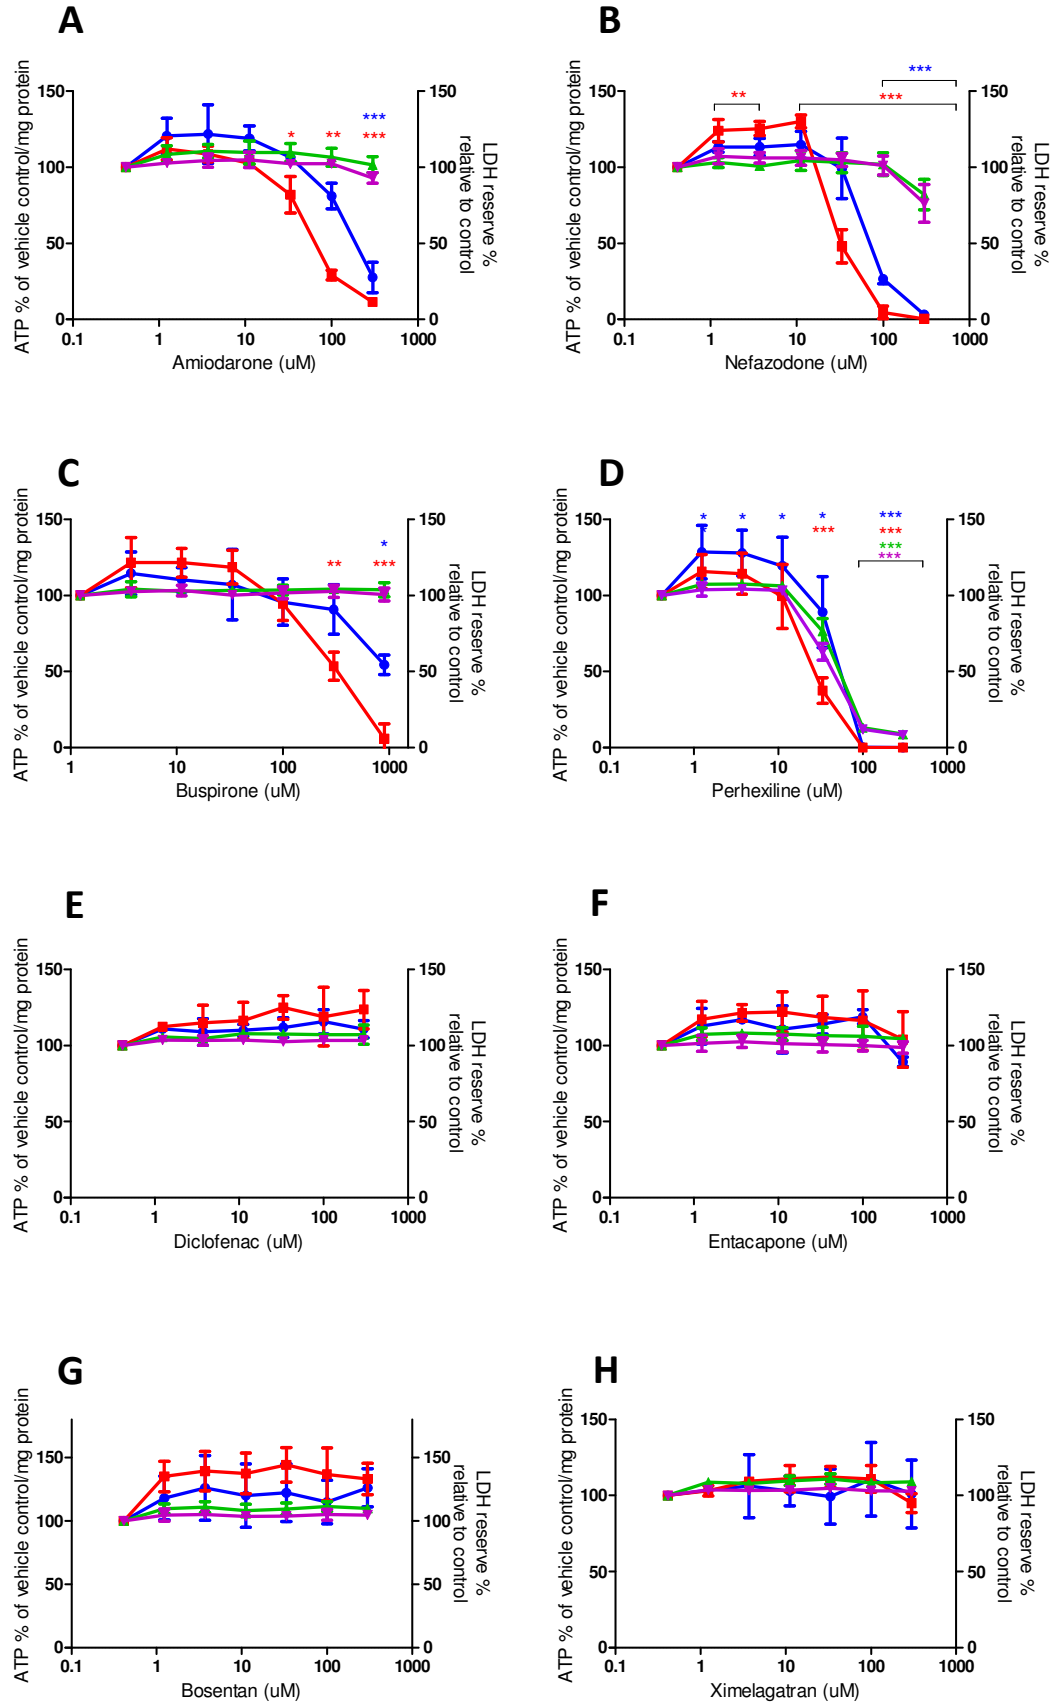 A
ATP % of vehicle control/mg protein
150
100
50
0
0.1
1
10
100
1000
Amiodarone (uM)
***
* ** ***
150
100
50
0
LDH reserve %
relative to control
B
ATP % of vehicle control/mg protein
150
100
50
0
0.1
1
10
100
1000
Nefazodone (uM)
***
** ***
150
100
50
0
LDH reserve %
relative to control
C
ATP % of vehicle control/mg protein
150
100
50
0
1
10
100
1000
Buspirone (uM)
*
** ***
150
100
50
0
LDH reserve %
relative to control
D
ATP % of vehicle control/mg protein
150
100
50
0
0.1
1
10
100
1000
Perhexiline (uM)
* * * * ***
* *** ***
***
***
150
100
50
0
LDH reserve %
relative to control
E
ATP % of vehicle control/mg protein
150
100
50
0
0.1
1
10
100
1000
Diclofenac (uM)
150
100
50
0
LDH reserve %
relative to control
F
ATP % of vehicle control/mg protein
150
100
50
0
0.1
1
10
100
1000
Entacapone (uM)
150
100
50
0
LDH reserve %
relative to control
G
ATP % of vehicle control/mg protein
150
100
50
0
0.1
1
10
100
1000
Bosentan (uM)
150
100
50
0
LDH reserve %
relative to control
H
ATP % of vehicle control/mg protein
150
100
50
0
0.1
1
10
100
1000
Ximelagatran (uM)
150
100
50
0
LDH reserve %
relative to control